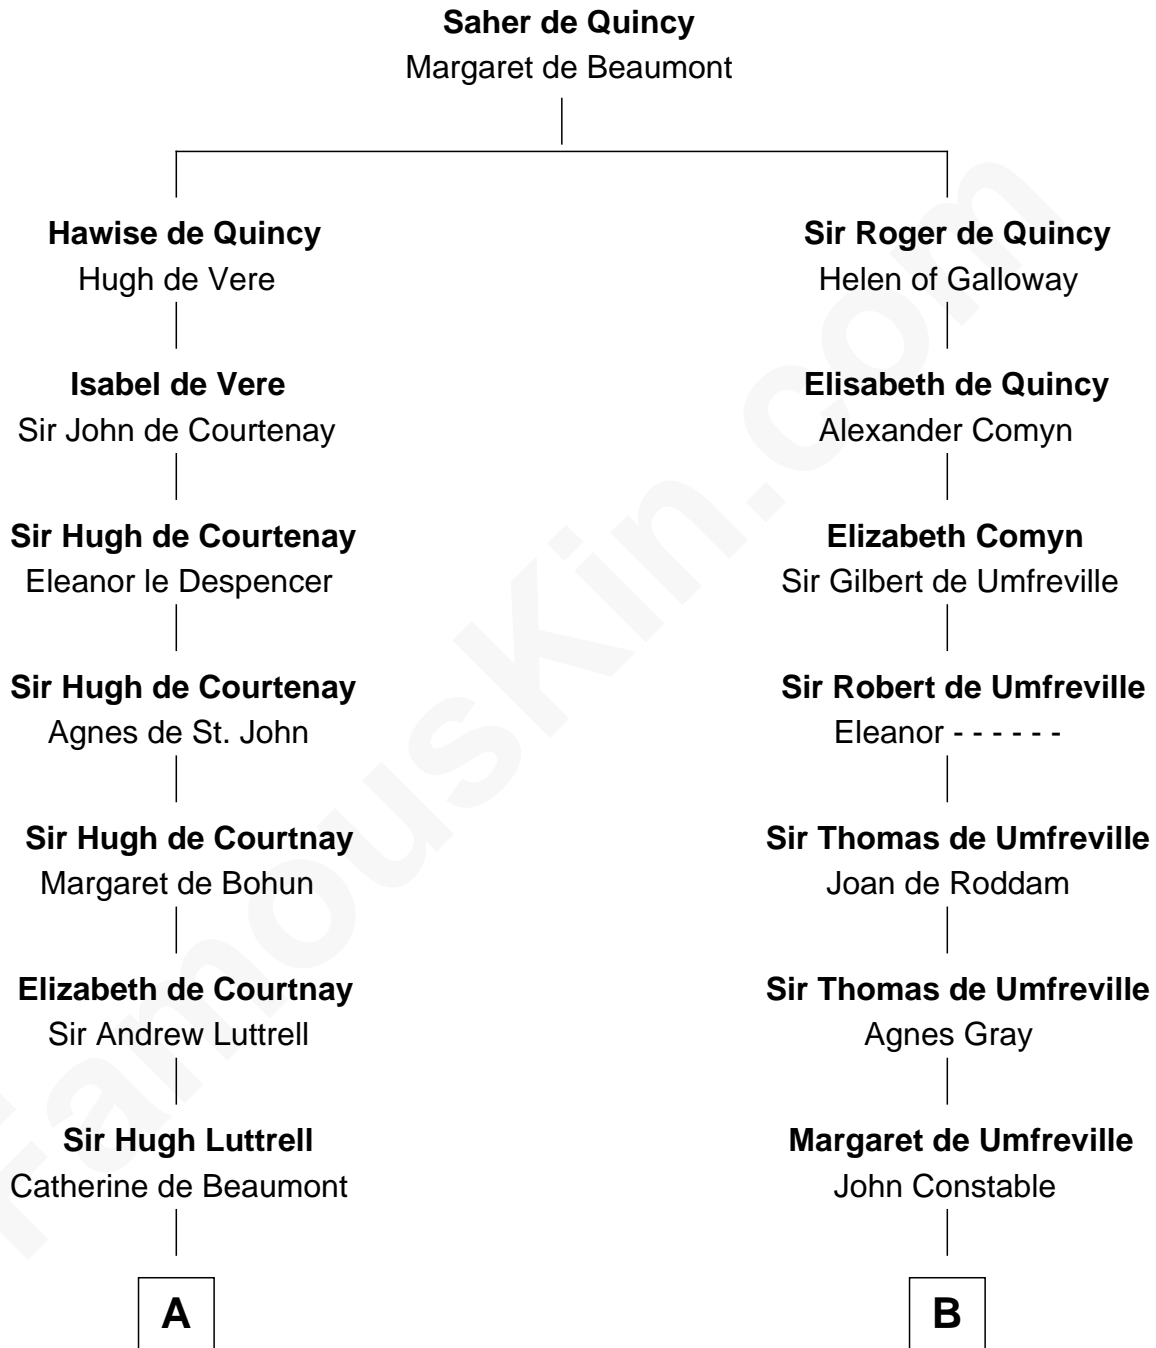 Saher de Quincy
Margaret de Beaumont
Hawise de Quincy
Hugh de Vere
Sir Roger de Quincy
Helen of Galloway
Isabel de Vere
Sir John de Courtenay
Elisabeth de Quincy
Alexander Comyn
Sir Hugh de Courtenay
Eleanor le Despencer
Elizabeth Comyn
Sir Gilbert de Umfreville
Sir Hugh de Courtenay
Agnes de St. John
Sir Robert de Umfreville
Eleanor - - - - - -
Sir Hugh de Courtnay
Margaret de Bohun
Sir Thomas de Umfreville
Joan de Roddam
Elizabeth de Courtnay
Sir Andrew Luttrell
Sir Thomas de Umfreville
Agnes Gray
Sir Hugh Luttrell
Catherine de Beaumont
Margaret de Umfreville
John Constable
A
B
FamousKin.com